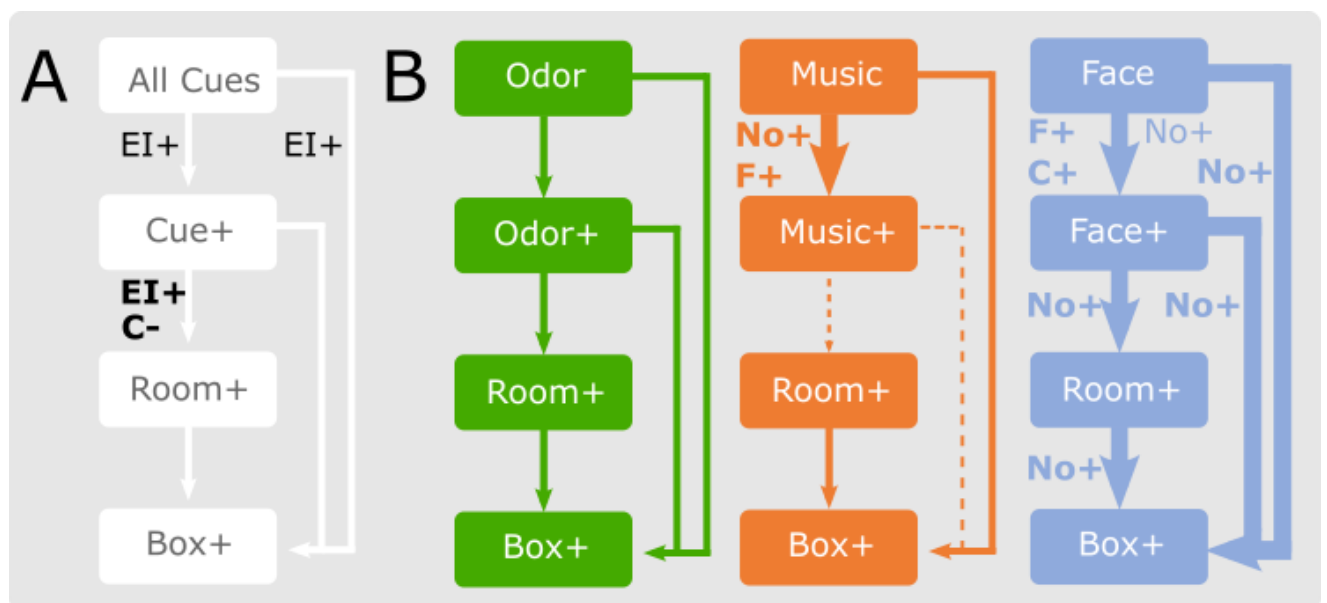 A
All Cues
EI+
EI+
Cue+
EI+
C-
Room+
Box+
B
Odor
Odor+
Room+
Box+
Music
No+
F+
Music+
Room+
Box+
Face
F+
No+
C+
No+
Face+
No+
No+
Room+
No+
Box+